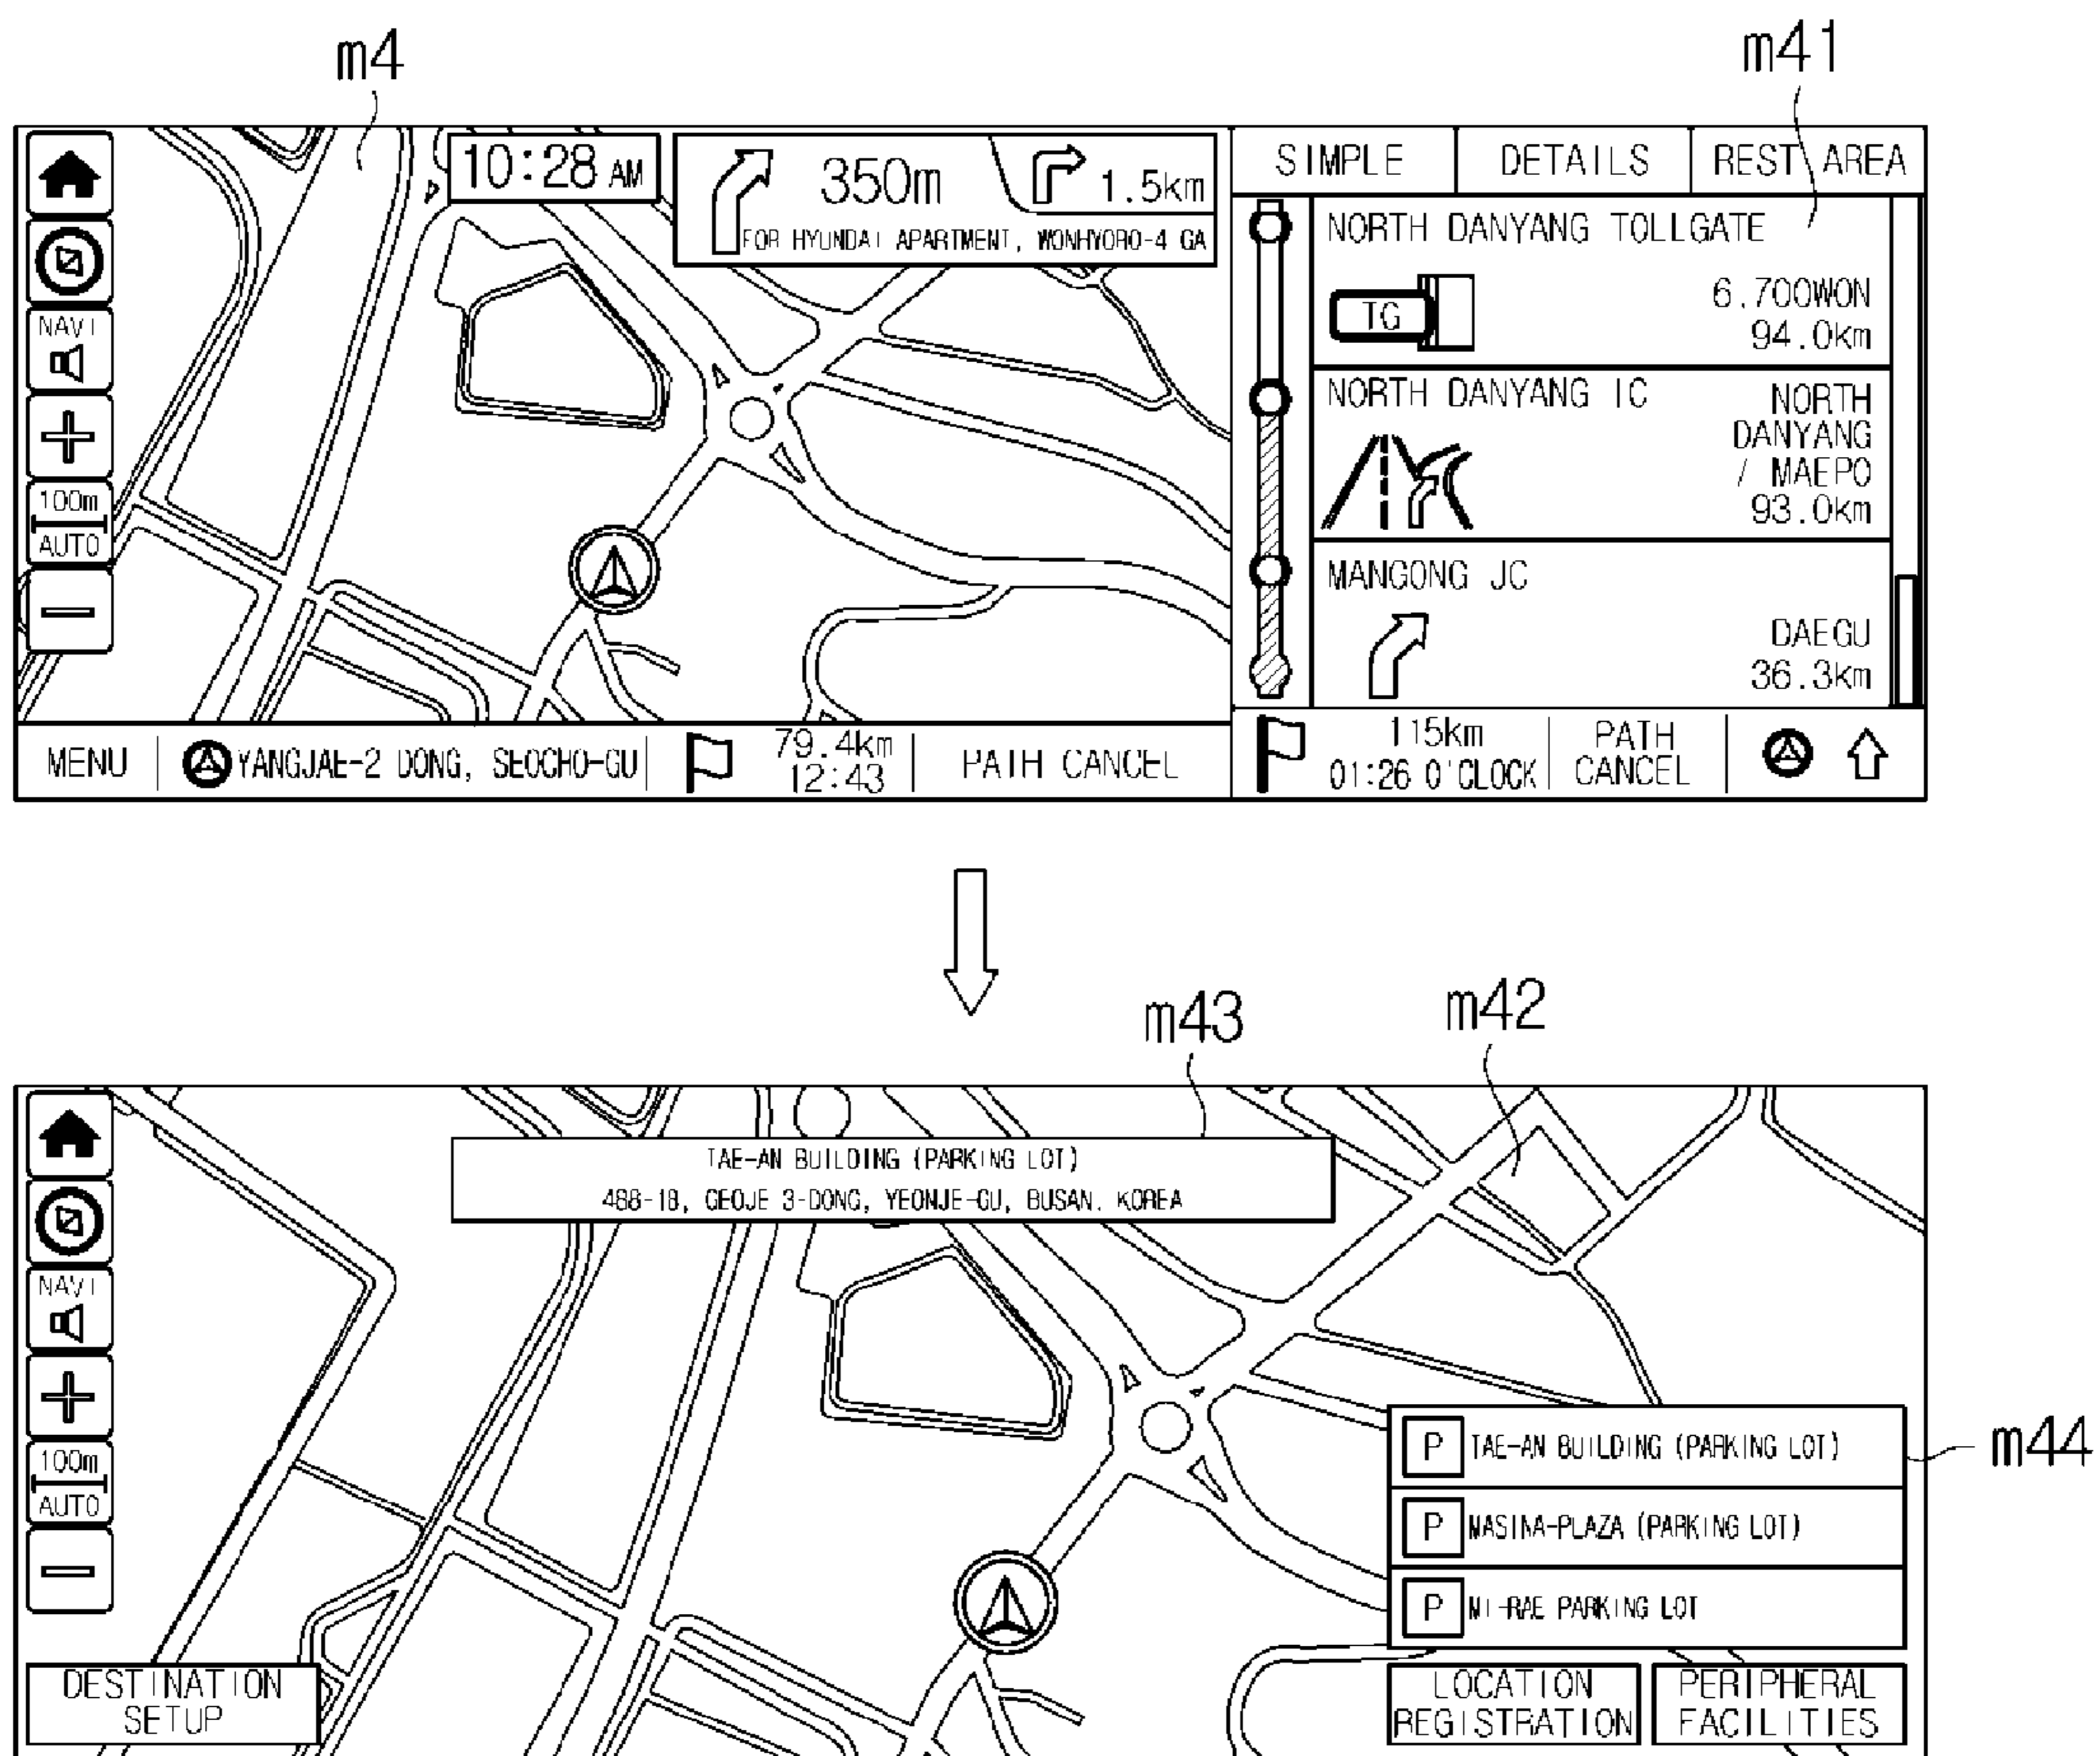 m4
m41
10:28 AM
350m
1.5km
FOR HYUNDAI APARTMENT, WONHYORO-4 GA
NAVI
100m
AUTO
SIMPLE
DETAILS
REST AREA
NORTH DANYANG TOLLGATE
TG
6,700WON
94.0km
NORTH DANYANG IC
NORTH
DANYANG
/ MAEPO
93.0km
MANGONG JC
DAEGU
36.3km
MENU
YANGJAE-2 DONG, SEOCHO-GU
79.4km
12:43
PATH CANCEL
115km
01:26 O'CLOCK
PATH
CANCEL
m43
m42
TAE-AN BUILDING (PARKING LOT)
488-18, GEOJE 3-DONG, YEONJE-GU, BUSAN. KOREA
NAVI
100m
AUTO
P TAE-AN BUILDING (PARKING LOT)
m44
P MASINA-PLAZA (PARKING LOT)
P MI-RAE PARKING LOT
DESTINATION
SETUP
LOCATION
REGISTRATION
PERIPHERAL
FACILITIES